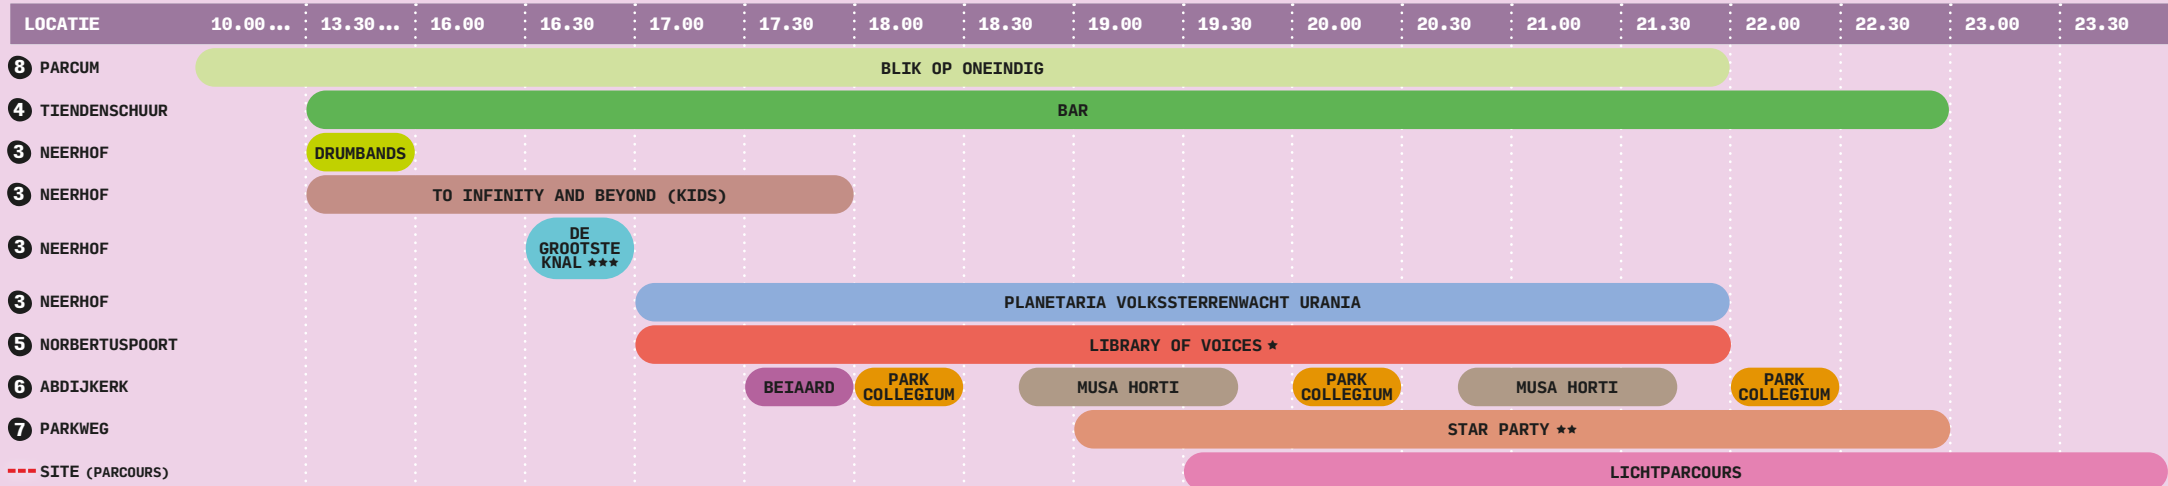 LOCATIE 10.00... 13.30... 16.00 16.30 17.00 17.30 18.00 18.30 19.00 19.30 20.00 20.30 21.00 21.30 22.00 22.30 23.00 23.30
8 PARCUM BLIK OP ONEINDIG
4 TIENDENSCHUUR BAR
3 NEERHOF DRUMBANDS
3 NEERHOF TO INFINITY AND BEYOND (KIDS)
3 NEERHOF DE
GROOTSTE
KNAL ★★★
3 NEERHOF PLANETARIA VOLKSSTERRENWACHT URANIA
5 NORBERTUSPOORT LIBRARY OF VOICES ★
6 ABDIJKERK BEIAARD PARK
COLLEGIUM MUSA HORTI PARK
COLLEGIUM MUSA HORTI PARK
COLLEGIUM
7 PARKWEG STAR PARTY ★★
SITE (PARCOURS) LICHTPARCOURS